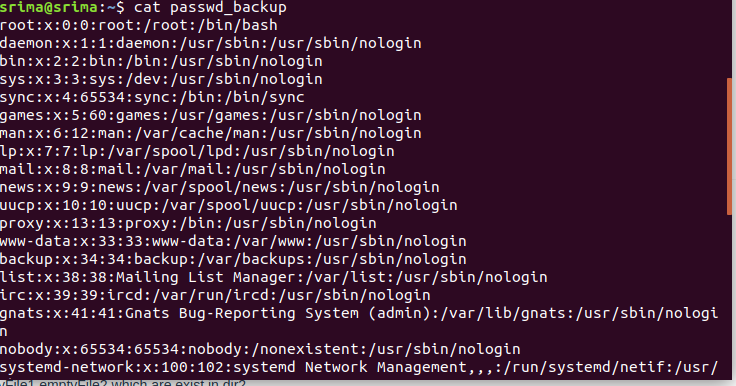 srima@srima:~$ cat passwd_backup
root:x:0:0:root:/root:/bin/bash
daemon:x:1:1:daemon:/usr/sbin:/usr/sbin/nologin
bin:x:2:2:bin:/bin:/usr/sbin/nologin
sys:x:3:3:sys:/dev:/usr/sbin/nologin
sync:x:4:65534:sync:/bin:/bin/sync
games:x:5:60:games:/usr/games:/usr/sbin/nologin
man:x:6:12:man:/var/cache/man:/usr/sbin/nologin
lp:x:7:7:lp:/var/spool/lpd:/usr/sbin/nologin
mail:x:8:8:mail:/var/mail:/usr/sbin/nologin
news:x:9:9:news:/var/spool/news:/usr/sbin/nologin
uucp:x:10:10:uucp:/var/spool/uucp:/usr/sbin/nologin
proxy:x:13:13:proxy:/bin:/usr/sbin/nologin
www-data:x:33:33:www-data:/var/www:/usr/sbin/nologin
backup:x:34:34:backup:/var/backups:/usr/sbin/nologin
list:x:38:38:Mailing List Manager:/var/list:/usr/sbin/nologin
irc:x:39:39:ircd:/var/run/ircd:/usr/sbin/nologin
gnats:x:41:41:Gnats Bug-Reporting System (admin):/var/lib/gnats:/usr/sbin/nologi
n
nobody:x:65534:65534:nobody:/nonexistent:/usr/sbin/nologin
systemd-network:x:100:102:systemd Network Management,,,:/run/systemd/netif:/usr/
yFile1 emptyFile2 which are exist in dir2